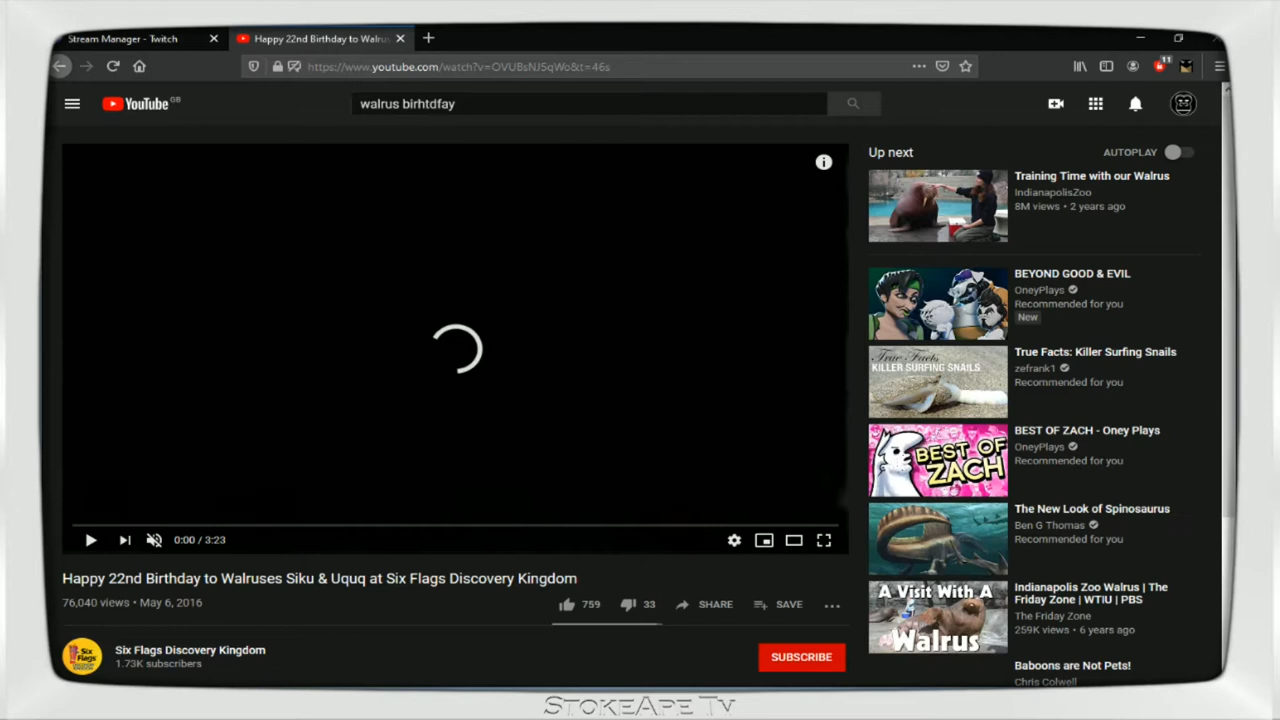 Stream Manager - Twitch
Happy 22nd Birthday to Walrus
https://www.youtube.com/watch?v=OVUBsNJ5qWo&t=46s
11
YouTube GB
walrus birhtdfay
Up next
AUTOPLAY
Training Time with our Walrus
IndianapolisZoo
8M views • 2 years ago
BEYOND GOOD & EVIL
OneyPlays
Recommended for you
New
True Facts
KILLER SURFING SNAILS
True Facts: Killer Surfing Snails
zefrank1
Recommended for you
BEST OF
ZACH
BEST OF ZACH - Oney Plays
OneyPlays
Recommended for you
The New Look of Spinosaurus
Ben G Thomas
Recommended for you
A Visit With A
Walrus
Indianapolis Zoo Walrus | The
Friday Zone | WTIU | PBS
The Friday Zone
259K views • 6 years ago
Baboons are Not Pets!
Chris Colwell
0:00 / 3:23
Happy 22nd Birthday to Walruses Siku & Uquq at Six Flags Discovery Kingdom
76,040 views • May 6, 2016
759
33
SHARE
SAVE
Six Flags
Six Flags Discovery Kingdom
1.73K subscribers
SUBSCRIBE
StokeApe Tv